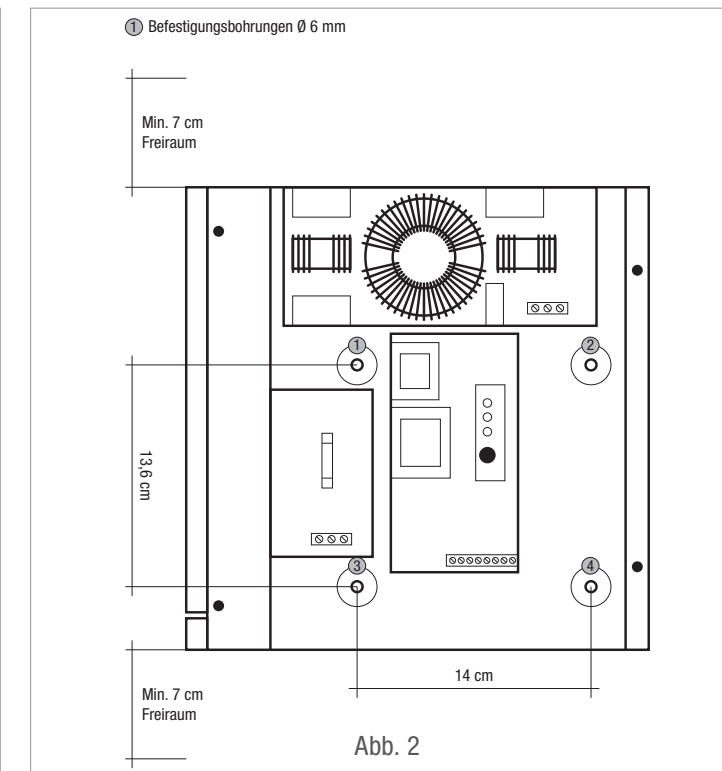 1 Befestigungsbohrungen Ø 6 mm
Min. 7 cm
Freiraum
1
2
13,6 cm
3
4
14 cm
Min. 7 cm
Freiraum
Abb. 2